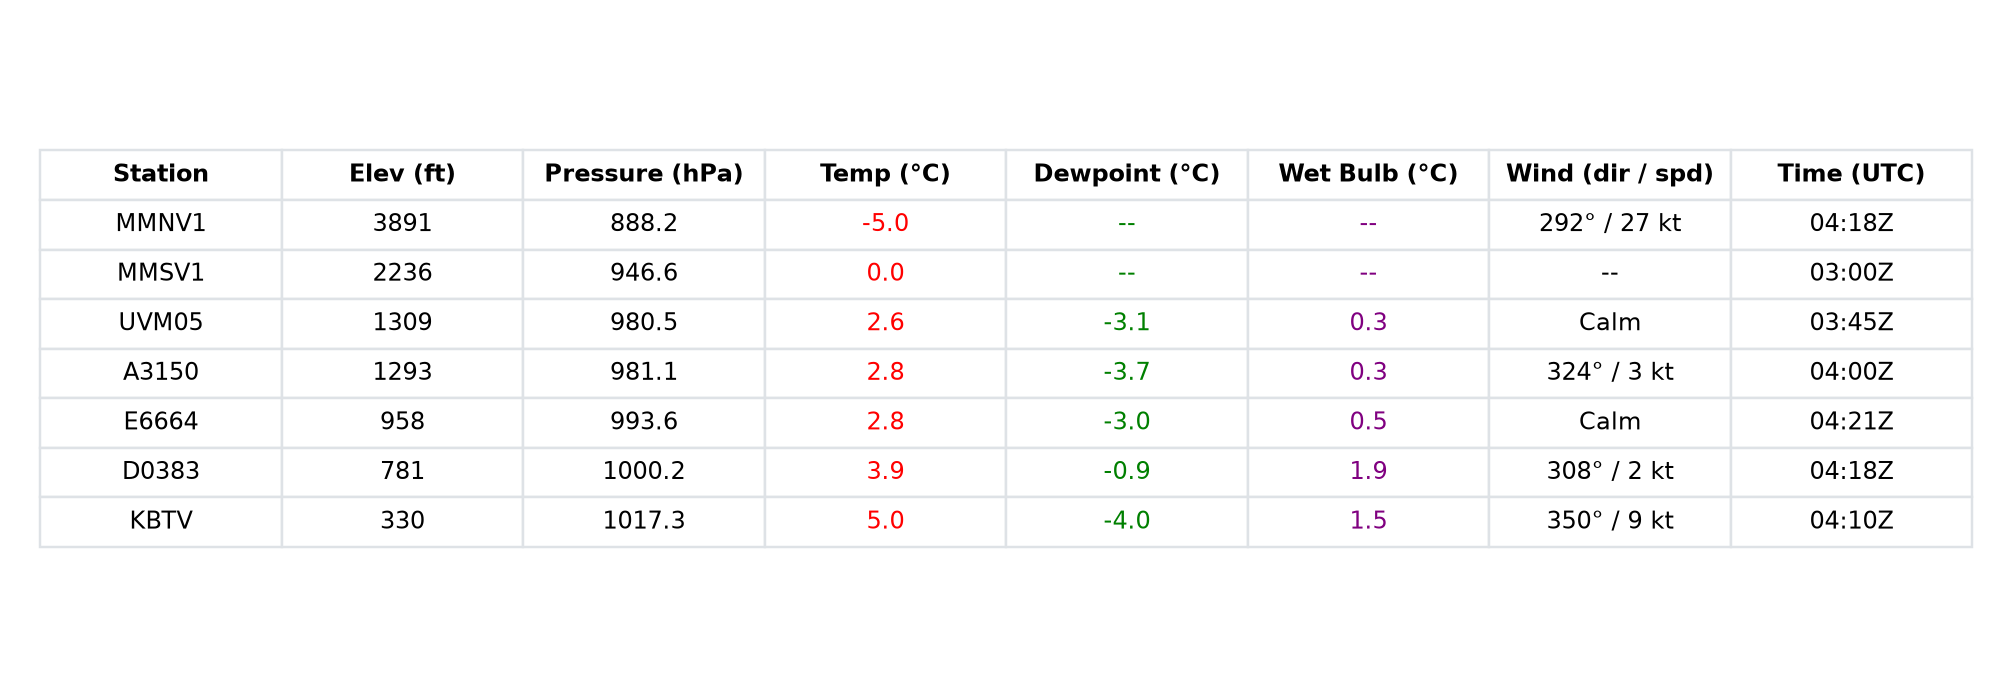 Station Elev (ft) Pressure (hPa) Temp (°C) Dewpoint (°C) Wet Bulb (°C) Wind (dir / spd) Time (UTC)
MMNV1 3891 888.2 -5.0 -- -- 292° / 27 kt 04:18Z
MMSV1 2236 946.6 0.0 -- -- -- 03:00Z
UVM05 1309 980.5 2.6 -3.1 0.3 Calm 03:45Z
A3150 1293 981.1 2.8 -3.7 0.3 324° / 3 kt 04:00Z
E6664 958 993.6 2.8 -3.0 0.5 Calm 04:21Z
D0383 781 1000.2 3.9 -0.9 1.9 308° / 2 kt 04:18Z
KBTV 330 1017.3 5.0 -4.0 1.5 350° / 9 kt 04:10Z